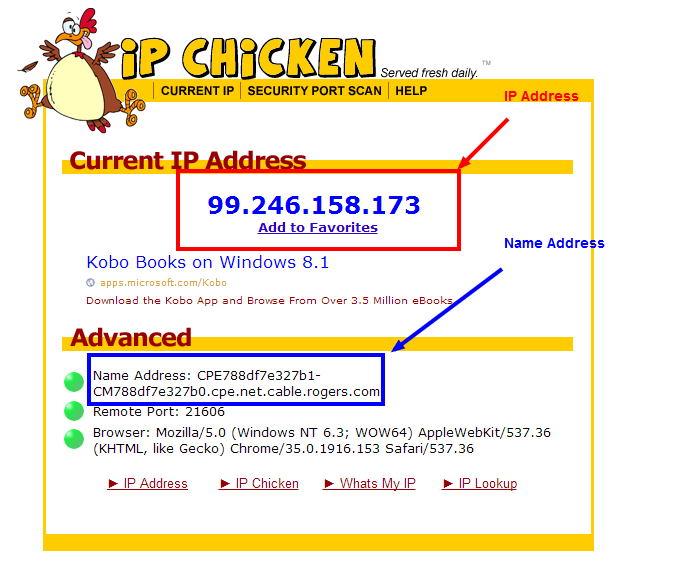 iP CHiCKEN
Served fresh daily. ™
CURRENT IP SECURITY PORT SCAN HELP
IP Address
Current IP Address
99.246.158.173
Add to Favorites
Name Address
Kobo Books on Windows 8.1
apps.microsoft.com/Kobo
Download the Kobo App and Browse From Over 3.5 Million eBooks.
Advanced
Name Address: CPE788df7e327b1-
CM788df7e327b0.cpe.net.cable.rogers.com
Remote Port: 21606
Browser: Mozilla/5.0 (Windows NT 6.3; WOW64) AppleWebKit/537.36
(KHTML, like Gecko) Chrome/35.0.1916.153 Safari/537.36
► IP Address ► IP Chicken ► Whats My IP ► IP Lookup